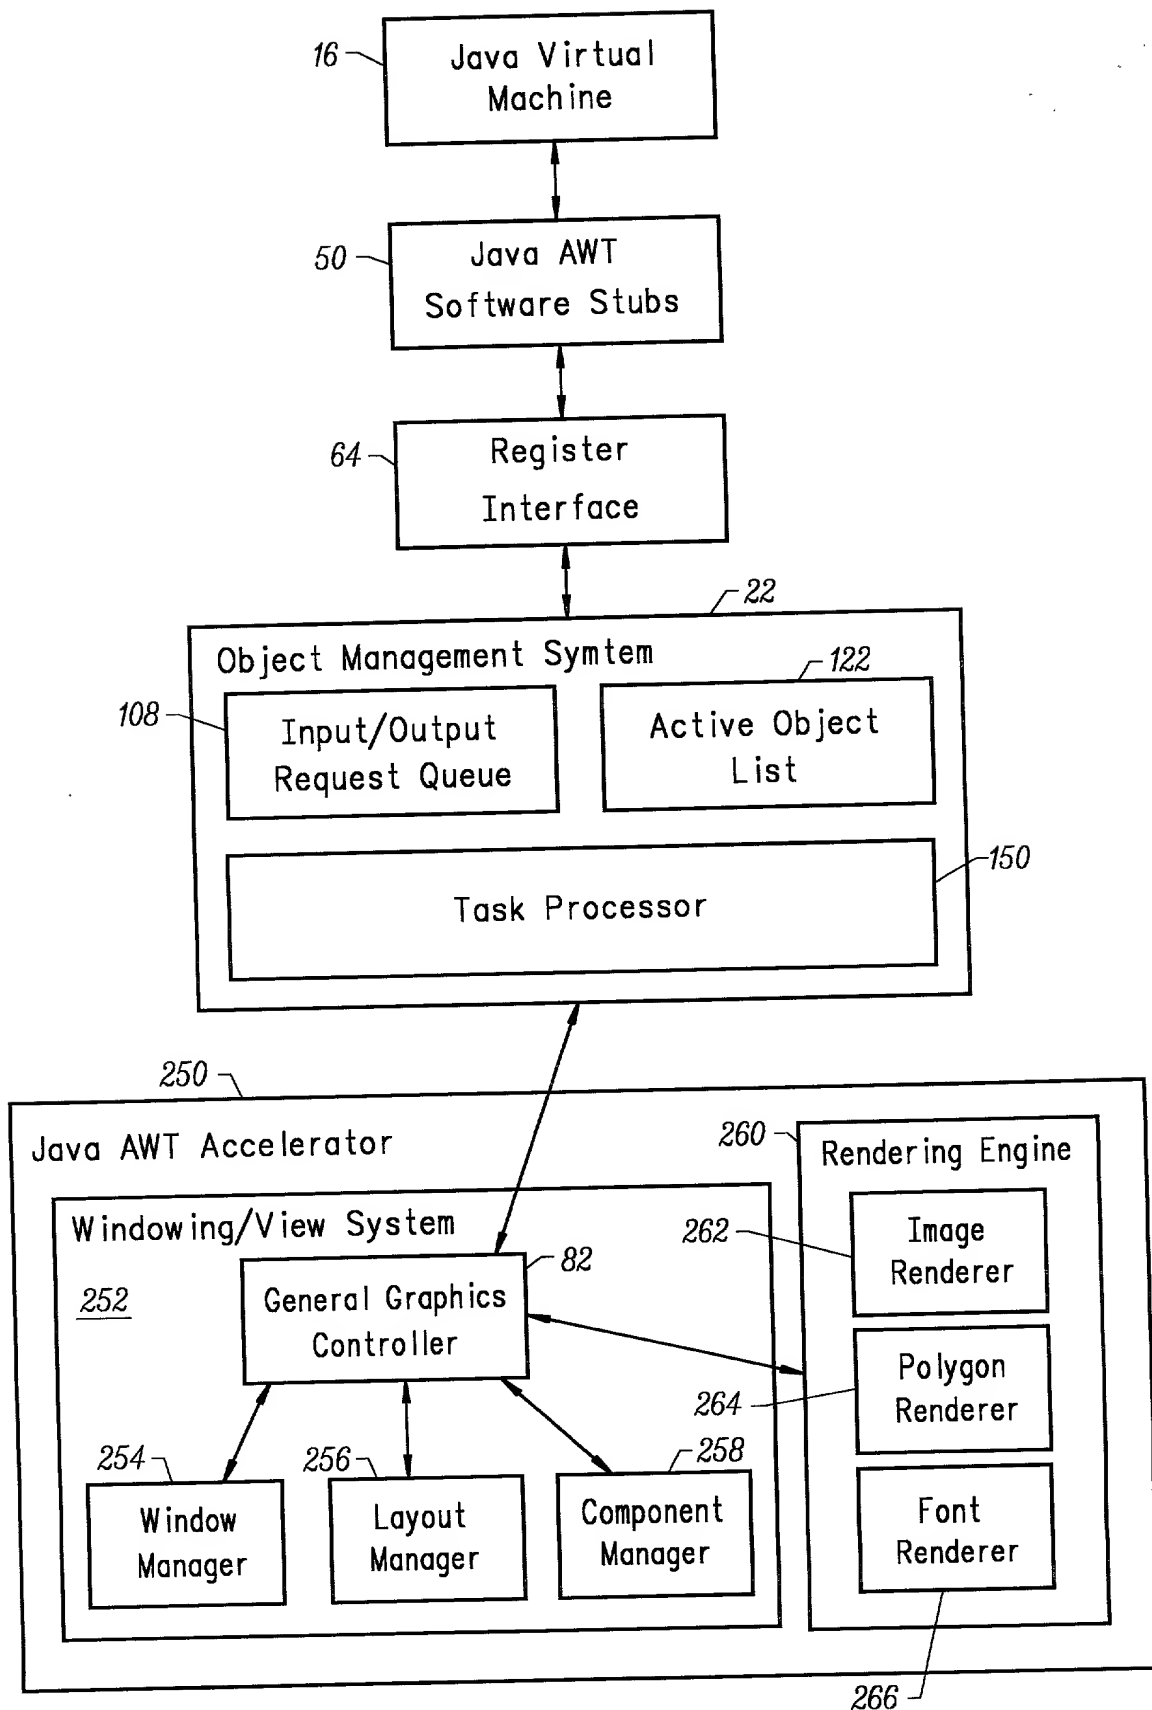 16
Java Virtual
Machine
50
Java AWT
Software Stubs
64
Register
Interface
22
Object Management Symtem
122
108
Input/Output
Request Queue
Active Object
List
150
Task Processor
250
Java AWT Accelerator
260
Rendering Engine
Windowing/View System
252
82
General Graphics
Controller
262
Image
Renderer
264
Polygon
Renderer
254
Window
Manager
256
Layout
Manager
258
Component
Manager
Font
Renderer
266